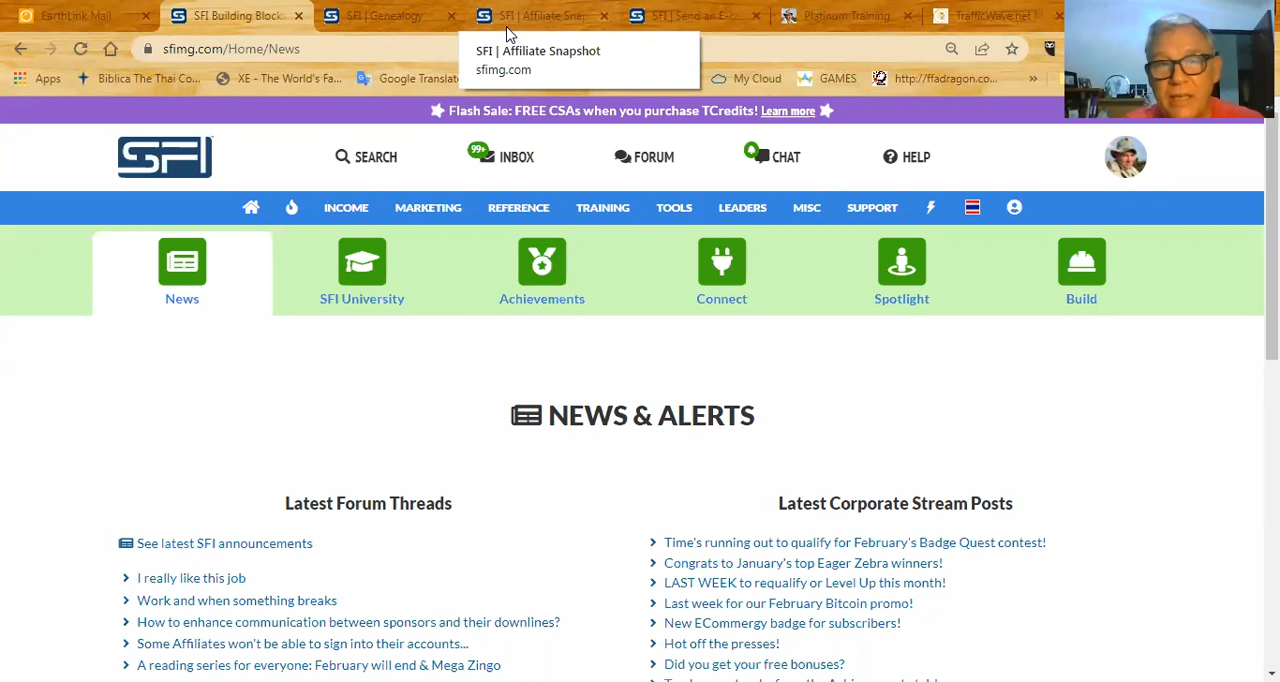 EarthLink Mail
SFI Building Blocks
SFI | Genealogy
SFI | Affiliate Snap
SFI | Send an E-c
Platinum Training
TrafficWave.net M
sfimg.com/Home/News
SFI | Affiliate Snapshot
sfimg.com
Apps
Biblica The Thai Co...
XE - The World's Fa...
Google Translat
My Cloud
GAMES
http://ffadragon.co...
Flash Sale: FREE CSAs when you purchase TCredits! Learn more
SFI
SEARCH
99+
INBOX
FORUM
CHAT
HELP
INCOME
MARKETING
REFERENCE
TRAINING
TOOLS
LEADERS
MISC
SUPPORT
News
SFI University
Achievements
Connect
Spotlight
Build
NEWS & ALERTS
Latest Forum Threads
See latest SFI announcements
I really like this job
Work and when something breaks
How to enhance communication between sponsors and their downlines?
Some Affiliates won't be able to sign into their accounts...
A reading series for everyone: February will end & Mega Zingo
Latest Corporate Stream Posts
Time's running out to qualify for February's Badge Quest contest!
Congrats to January's top Eager Zebra winners!
LAST WEEK to requalify or Level Up this month!
Last week for our February Bitcoin promo!
New ECommergy badge for subscribers!
Hot off the presses!
Did you get your free bonuses?